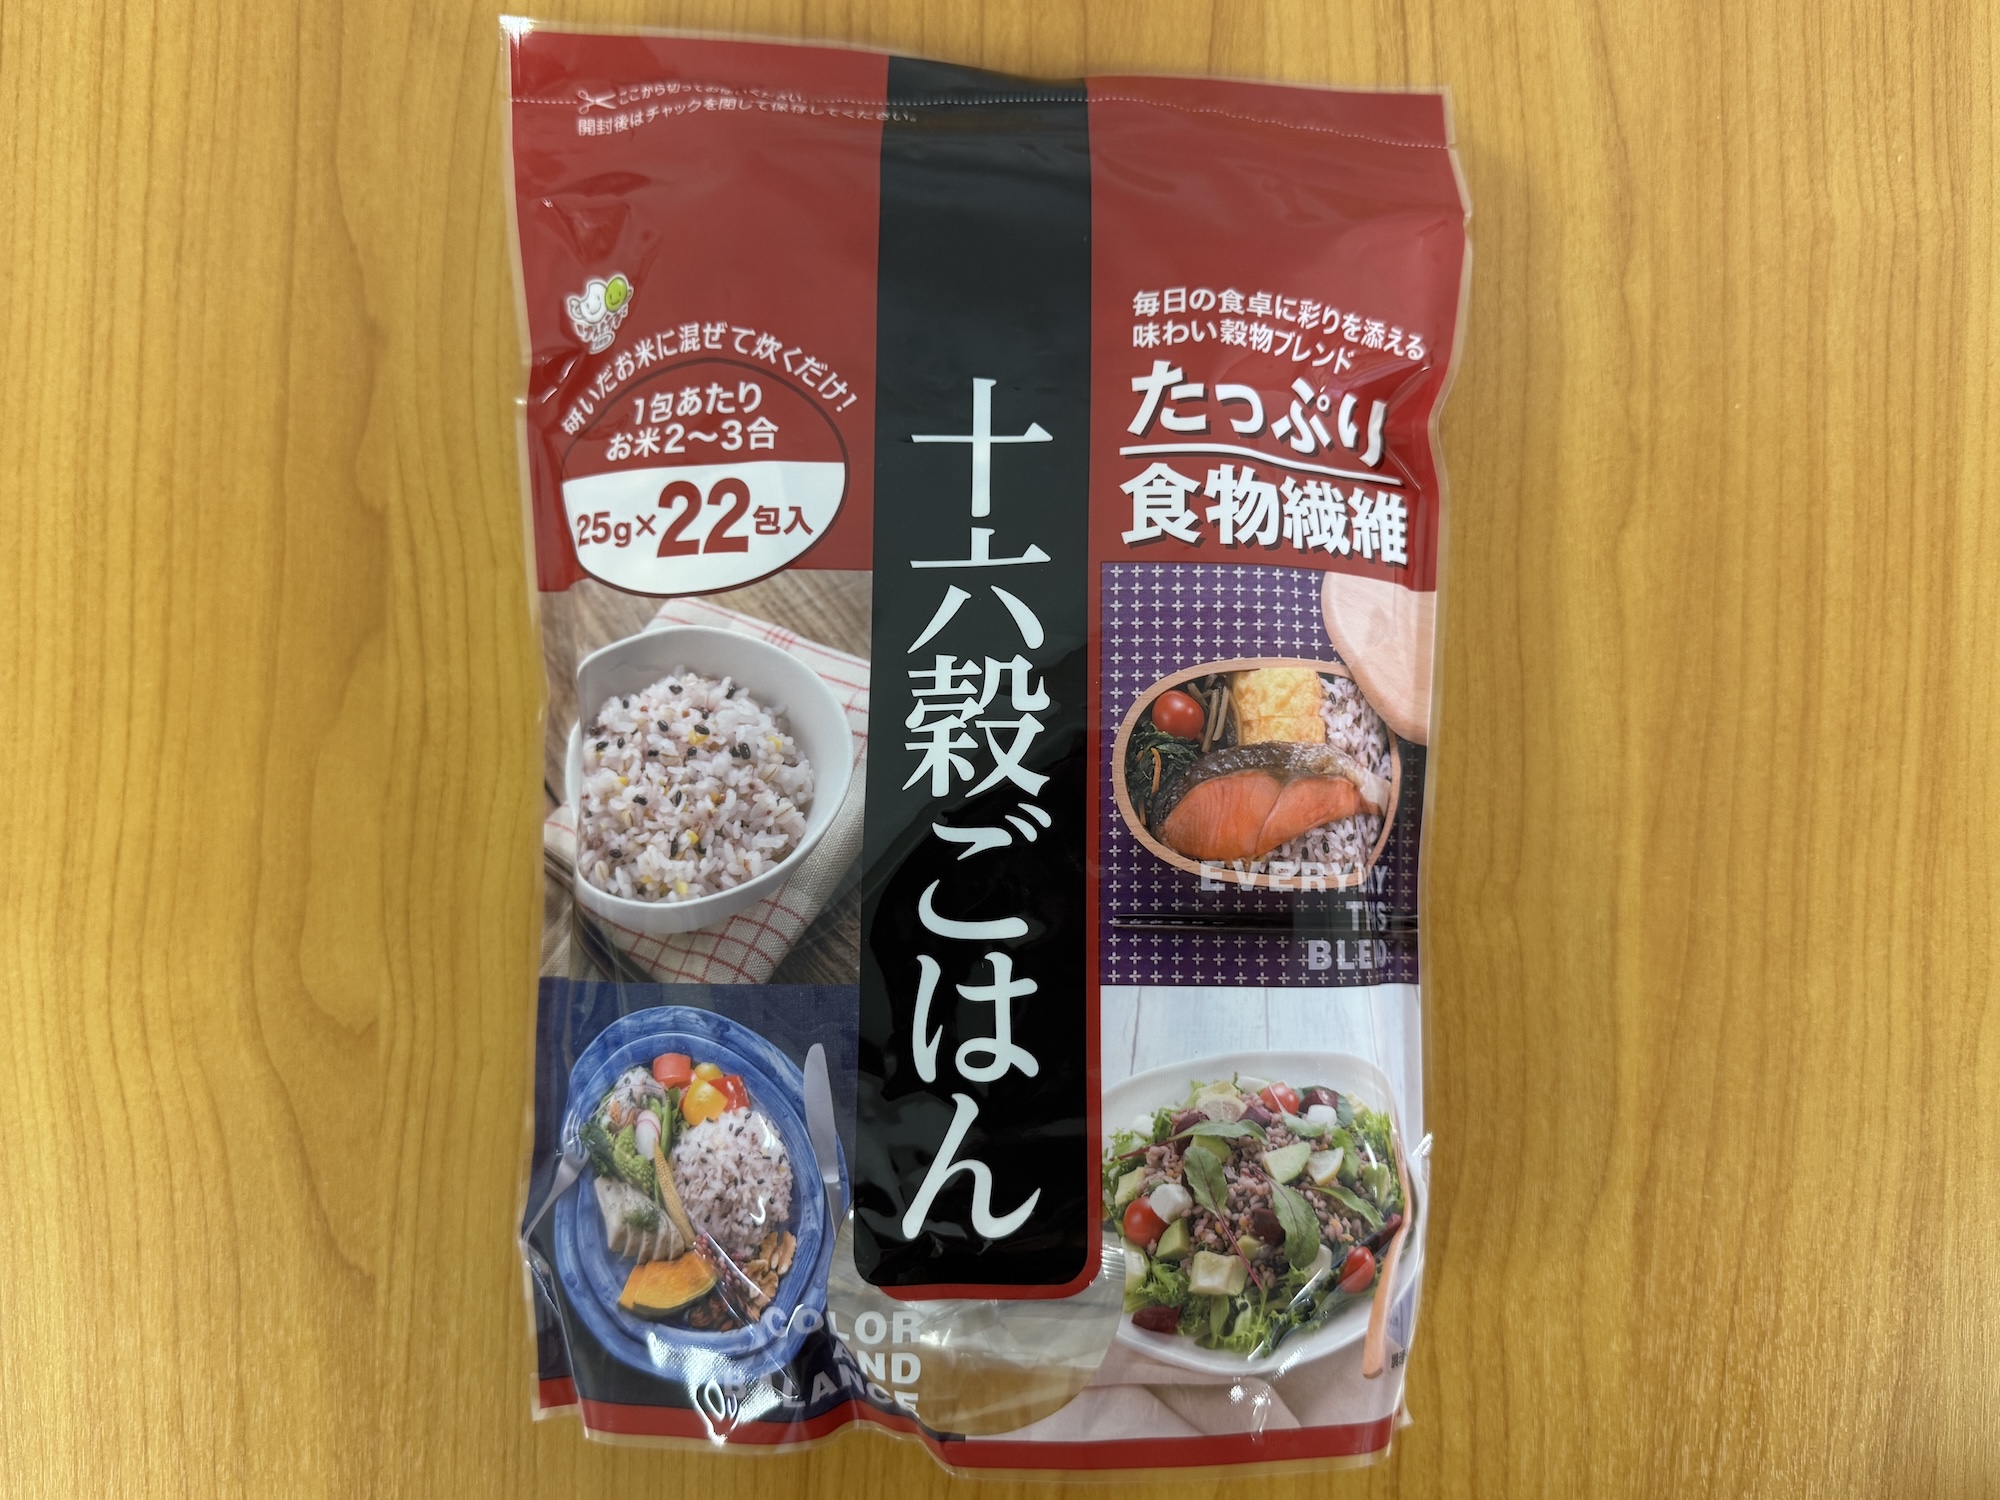 ここから切ってお使いください。
開封後はチャックを閉じて保存してください。
研いだお米に混ぜて炊くだけ!
1包あたり
お米2〜3合
25g×22包入
十六穀ごはん
毎日の食卓に彩りを添える
味わい穀物ブレンド
たっぷり
食物繊維
EVERYDAY
THIS
BLEND
COLOR
AND
BALANCE